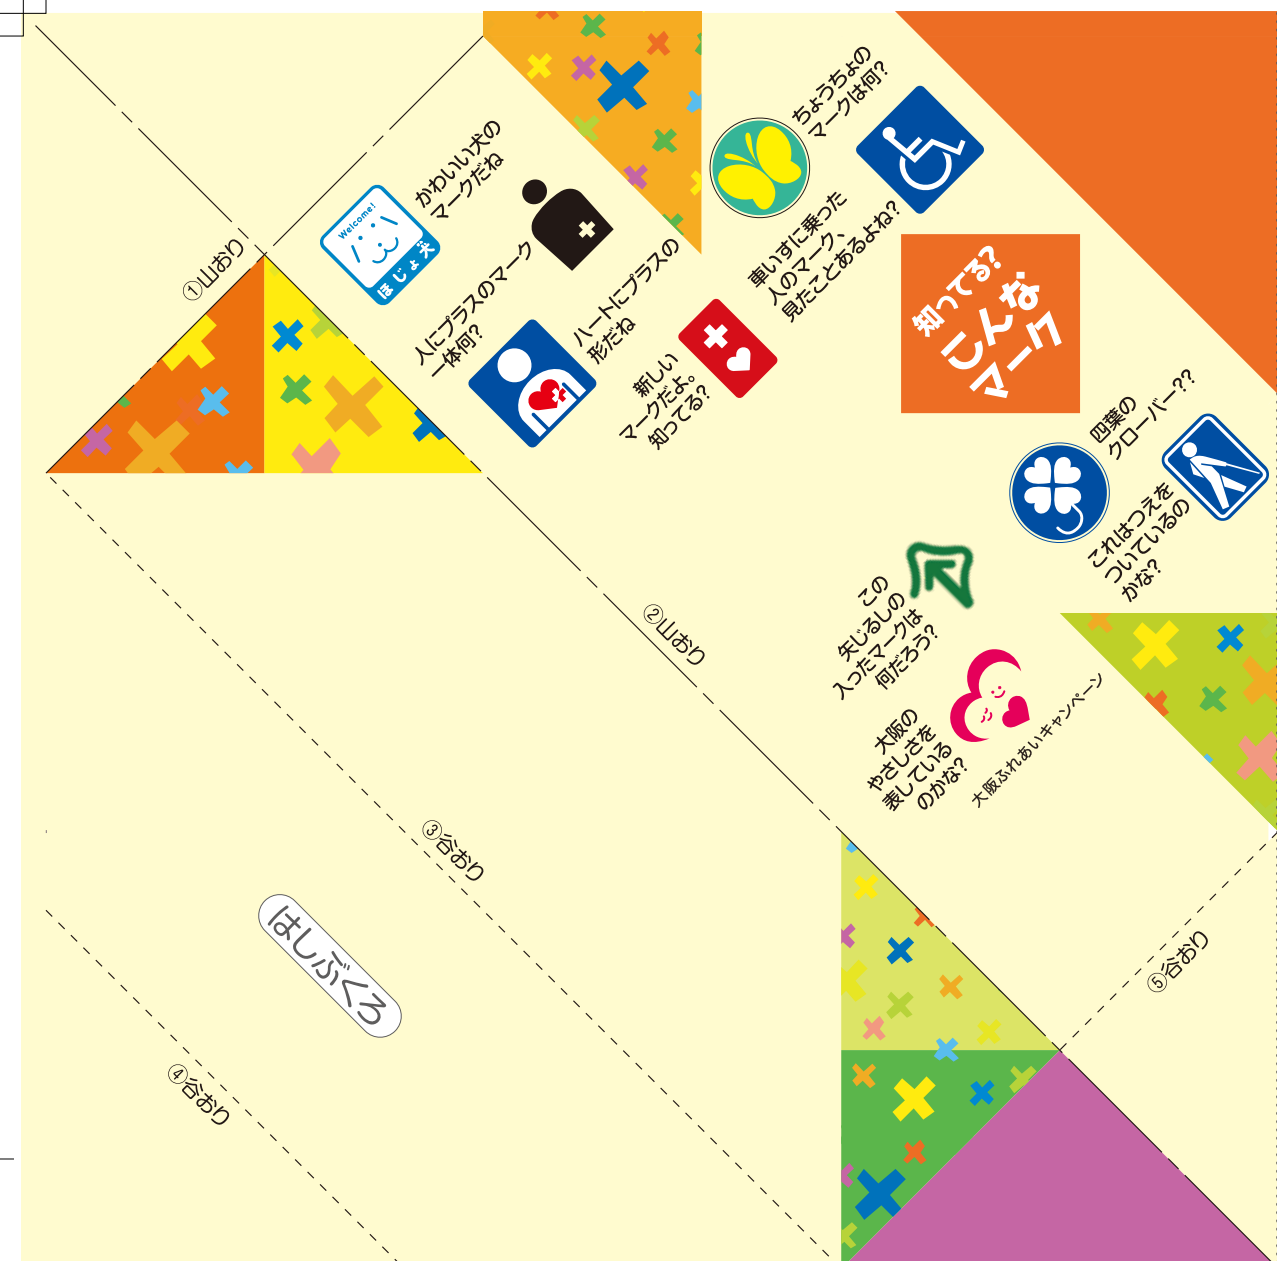 知ってる?
こんな
マーク
ちょうちょの
マークは何?
車いすに乗った
人のマーク、
見たことあるよね?
かわいい犬の
マークだね
Welcome!
ほじょ犬
人にプラスのマーク
一体何?
ハートにプラスの
形だね
新しい
マークだよ。
知ってる?
四葉の
クローバー??
これはつえを
ついているの
かな?
この
矢じるしの
入ったマークは
何だろう?
大阪の
やさしさを
表している
のかな?
大阪ふれあいキャンペーン
①山おり
②山おり
③谷おり
④谷おり
⑤谷おり
はしぶくろ